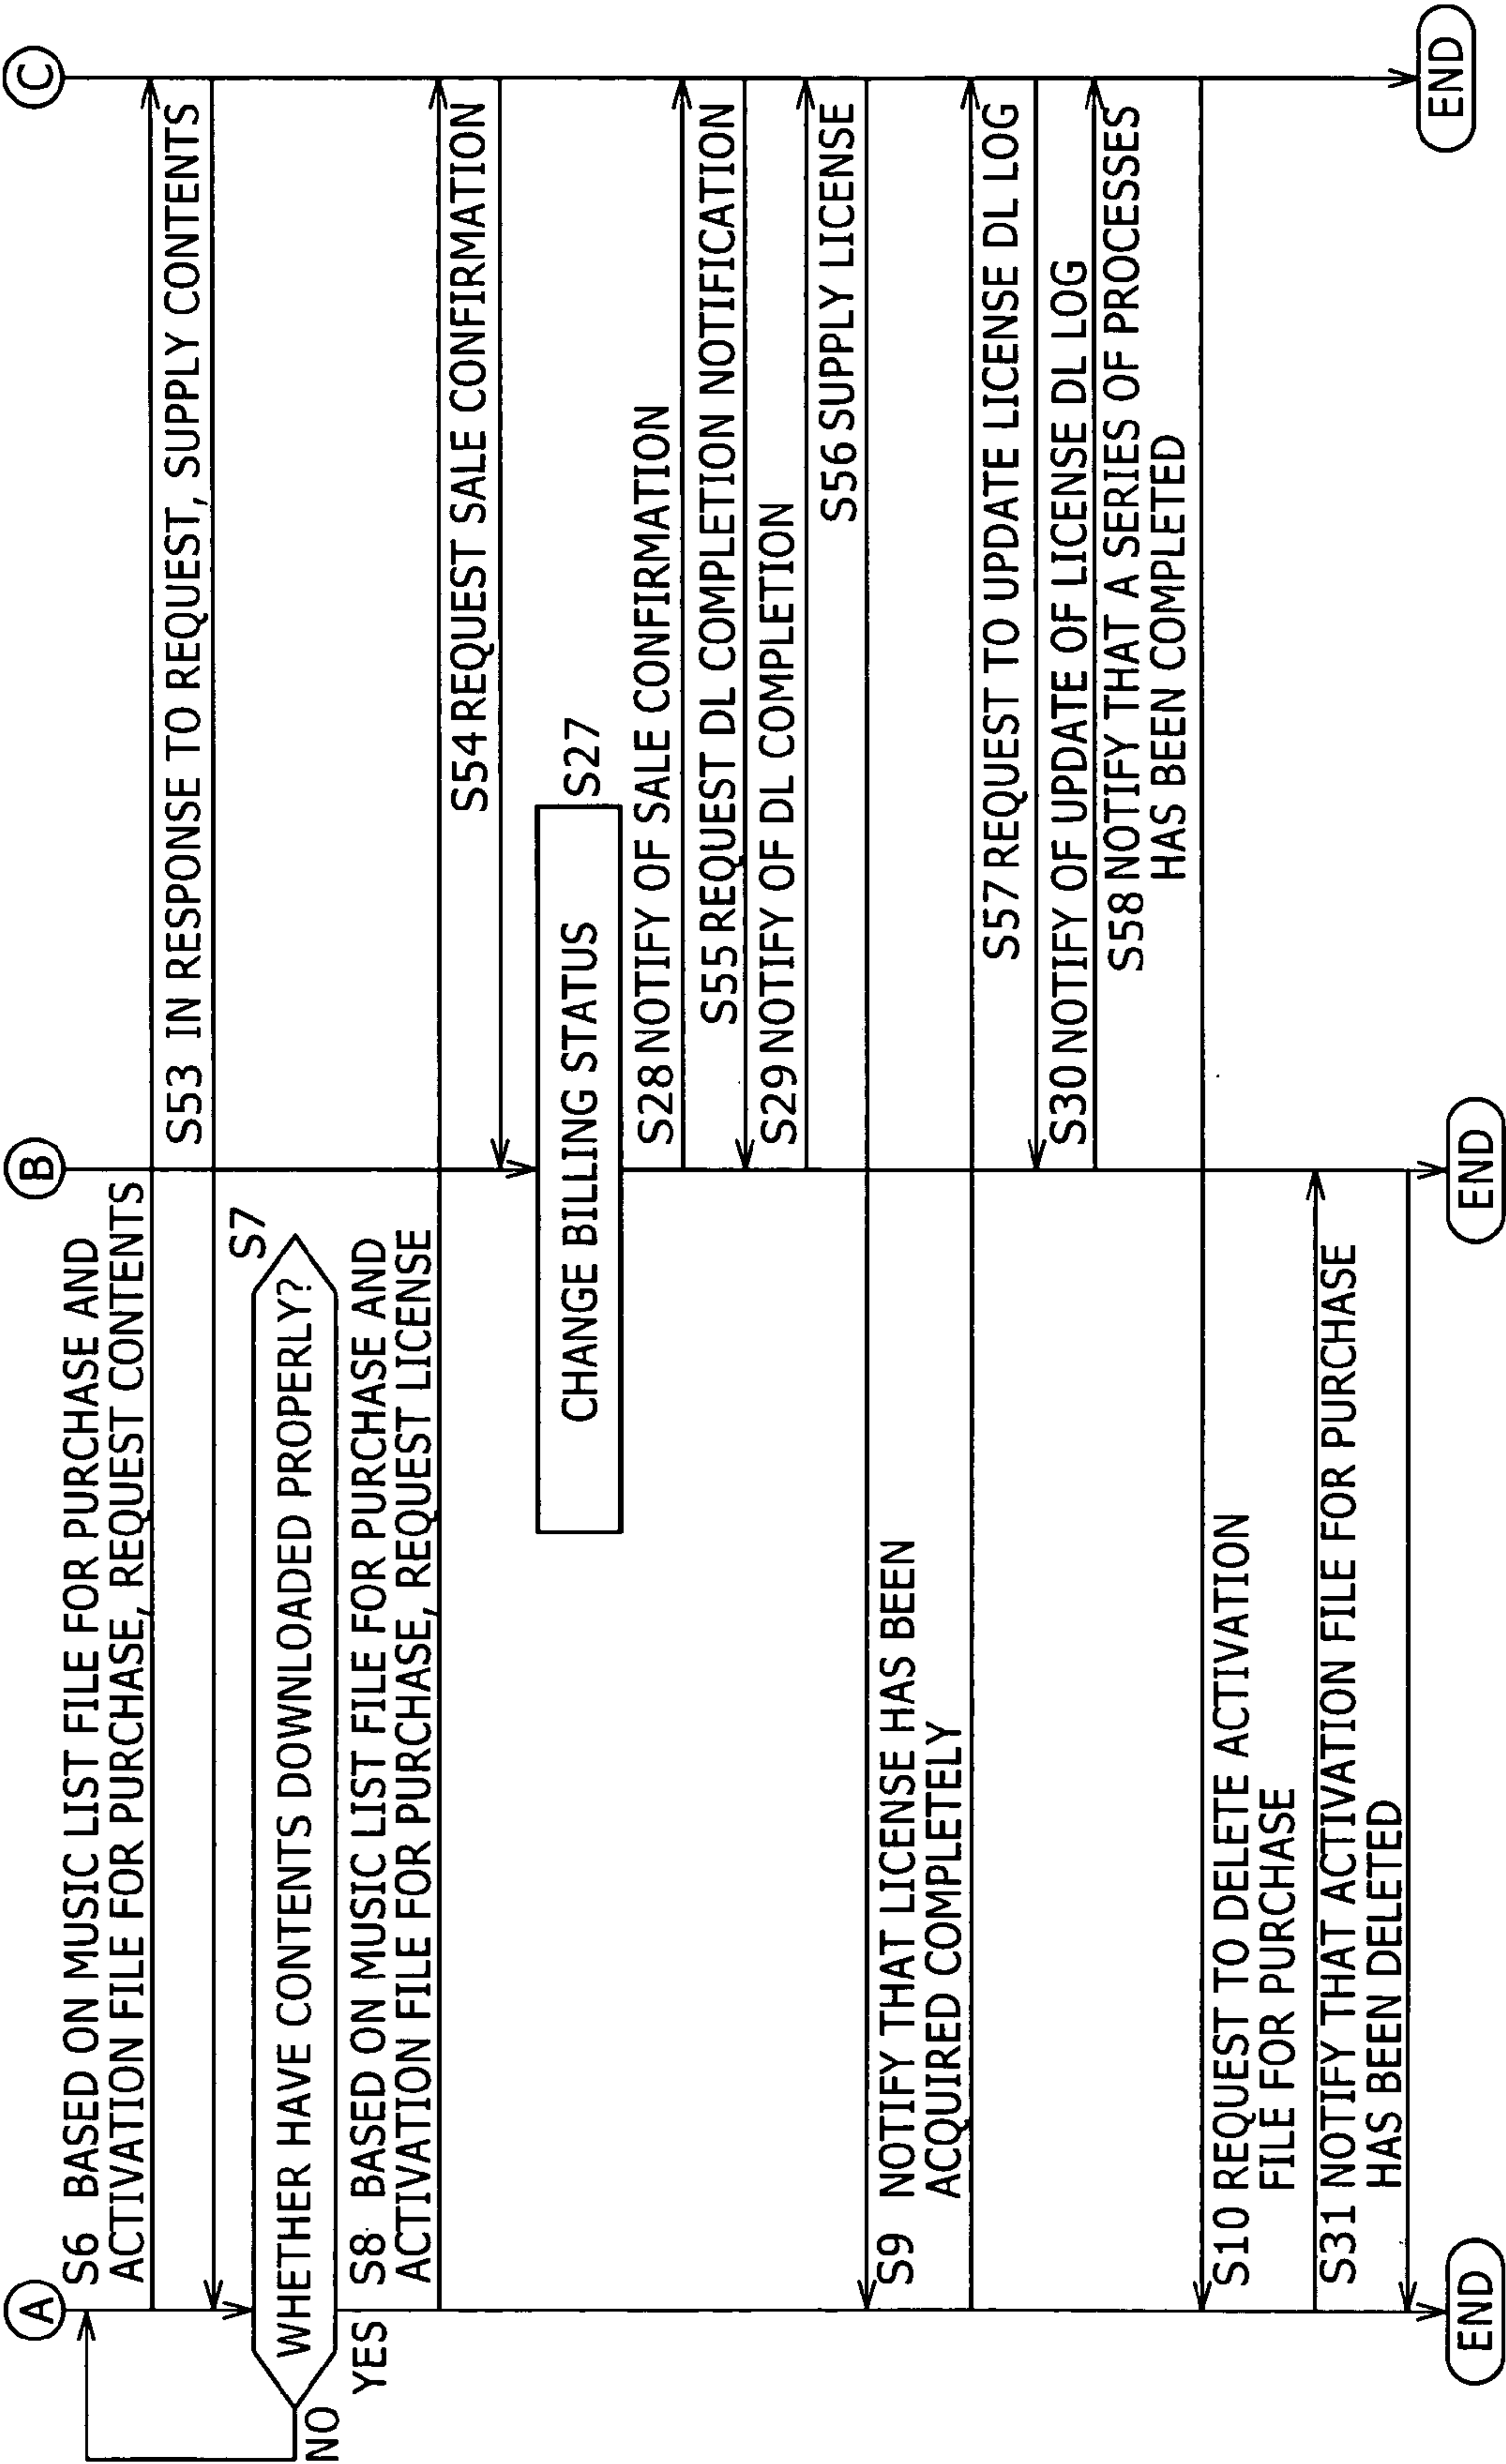 A
B
C
S6 BASED ON MUSIC LIST FILE FOR PURCHASE AND
ACTIVATION FILE FOR PURCHASE, REQUEST CONTENTS
S53 IN RESPONSE TO REQUEST, SUPPLY CONTENTS
S7
WHETHER HAVE CONTENTS DOWNLOADED PROPERLY?
NO
YES
S8 BASED ON MUSIC LIST FILE FOR PURCHASE AND
ACTIVATION FILE FOR PURCHASE, REQUEST LICENSE
S54 REQUEST SALE CONFIRMATION
CHANGE BILLING STATUS
S27
S28 NOTIFY OF SALE CONFIRMATION
S55 REQUEST DL COMPLETION NOTIFICATION
S29 NOTIFY OF DL COMPLETION
S56 SUPPLY LICENSE
S9 NOTIFY THAT LICENSE HAS BEEN
ACQUIRED COMPLETELY
S57 REQUEST TO UPDATE LICENSE DL LOG
S30 NOTIFY OF UPDATE OF LICENSE DL LOG
S58 NOTIFY THAT A SERIES OF PROCESSES
HAS BEEN COMPLETED
S10 REQUEST TO DELETE ACTIVATION
FILE FOR PURCHASE
S31 NOTIFY THAT ACTIVATION FILE FOR PURCHASE
HAS BEEN DELETED
END
END
END